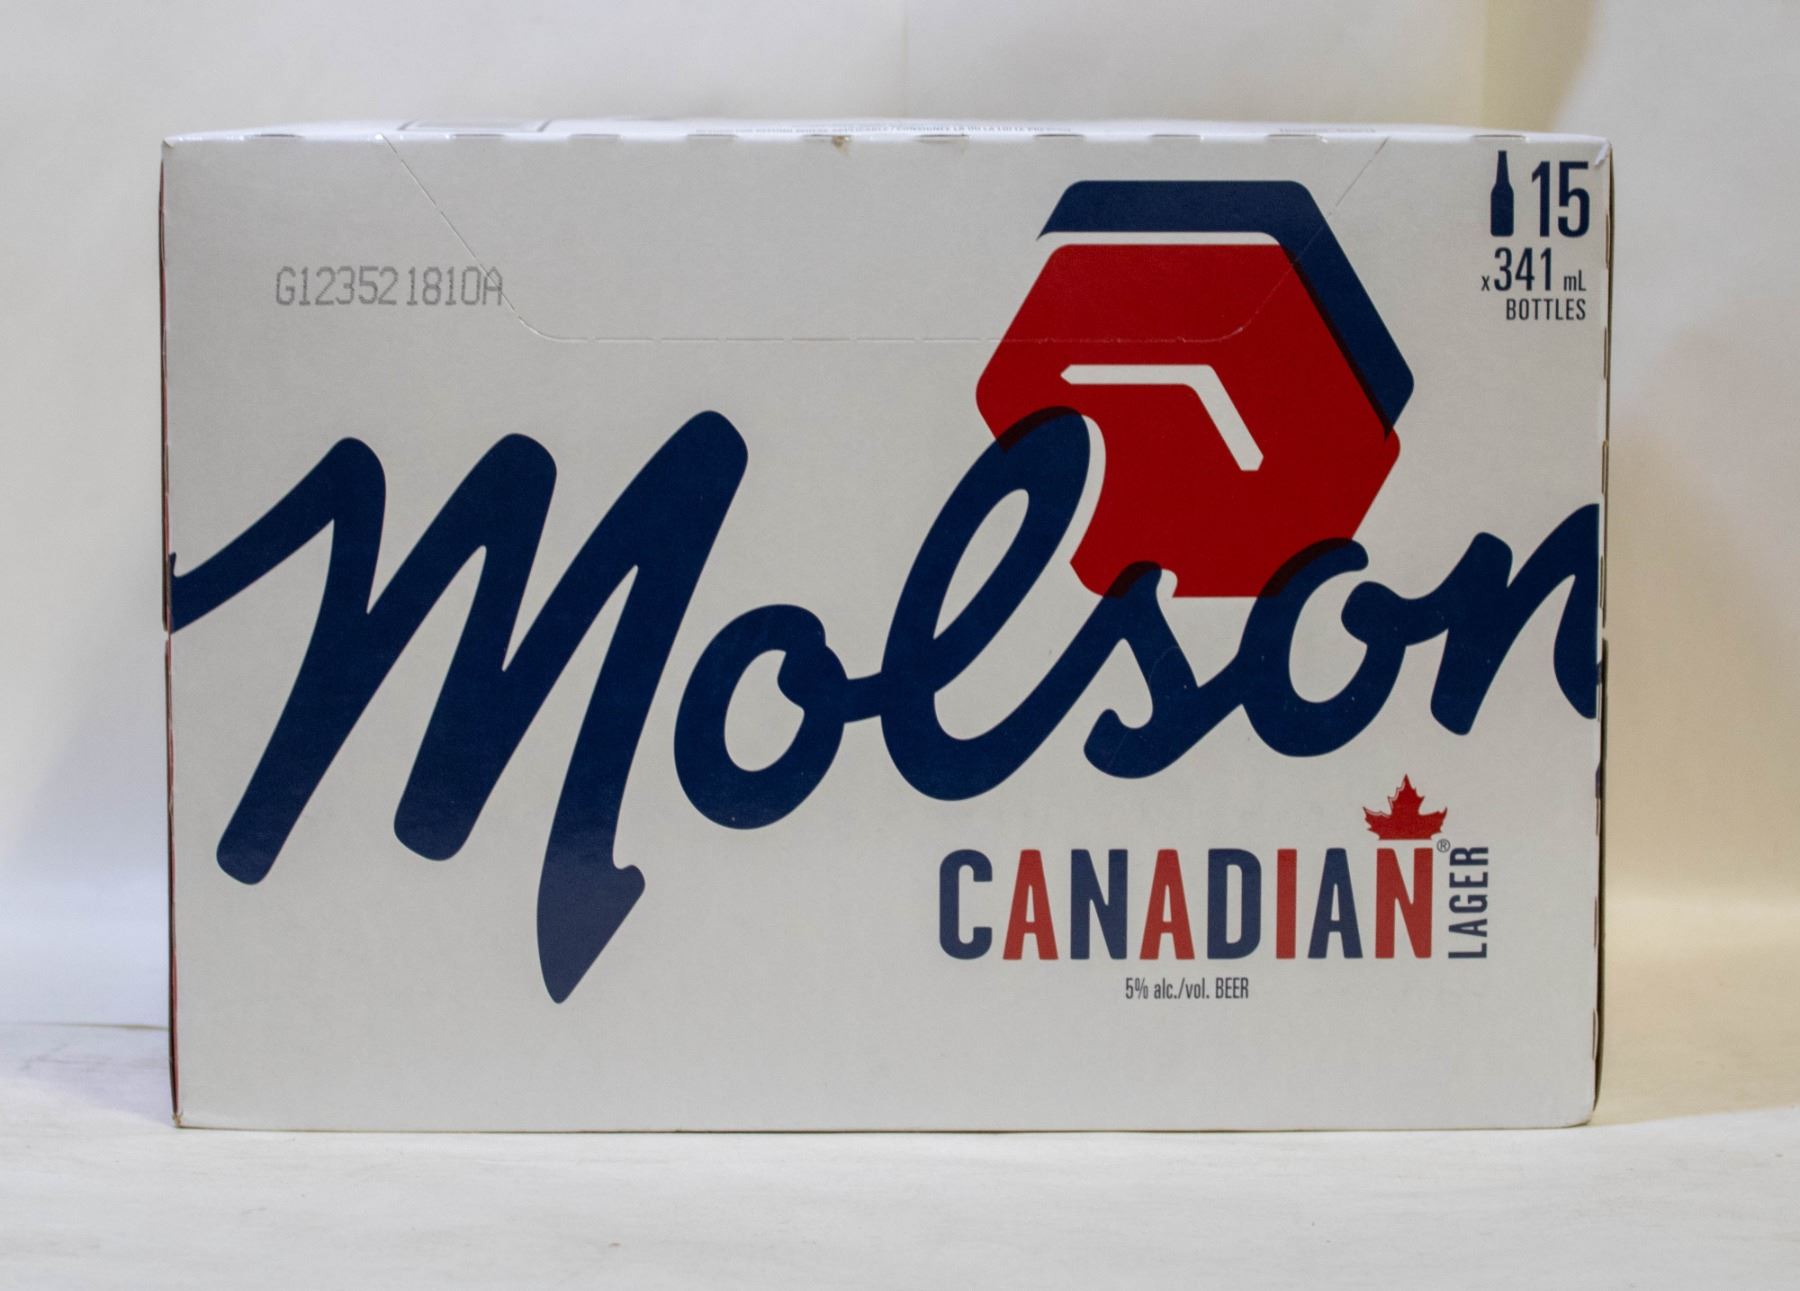 15
x341 mL
BOTTLES
G123521810A
Molson
CANADIAN®
LAGER
5% alc./vol. BEER